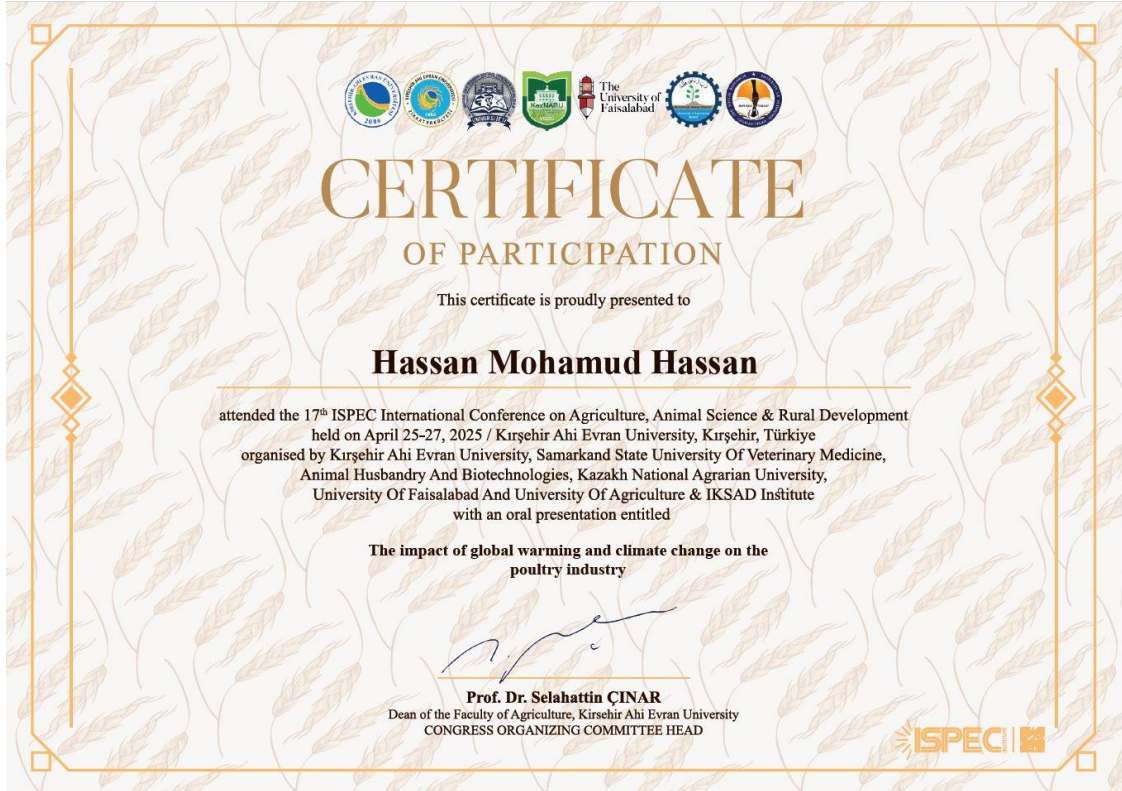 KazNARU
The
University of
Faisalabad
CERTIFICATE
OF PARTICIPATION
This certificate is proudly presented to
Hassan Mohamud Hassan
attended the 17th ISPEC International Conference on Agriculture, Animal Science & Rural Development
held on April 25-27, 2025 / Kırşehir Ahi Evran University, Kırşehir, Türkiye
organised by Kırşehir Ahi Evran University, Samarkand State University Of Veterinary Medicine,
Animal Husbandry And Biotechnologies, Kazakh National Agrarian University,
University Of Faisalabad And University Of Agriculture & IKSAD Institute
with an oral presentation entitled
The impact of global warming and climate change on the
poultry industry
Prof. Dr. Selahattin ÇINAR
Dean of the Faculty of Agriculture, Kirsehir Ahi Evran University
CONGRESS ORGANIZING COMMITTEE HEAD
ISPEC
INSTITUTE